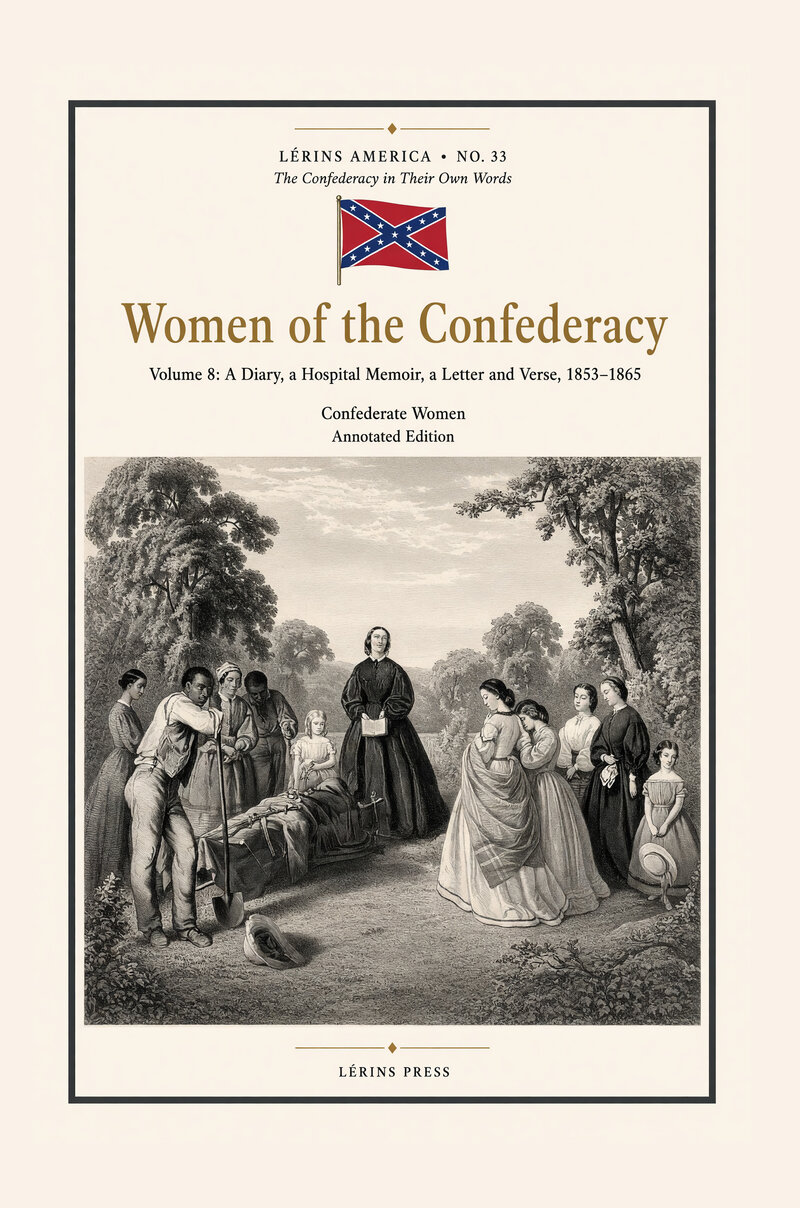 LÉRINS AMERICA • NO. 33
The Confederacy in Their Own Words
Women of the Confederacy
Volume 8: A Diary, a Hospital Memoir, a Letter and Verse, 1853–1865
Confederate Women
Annotated Edition
LÉRINS PRESS